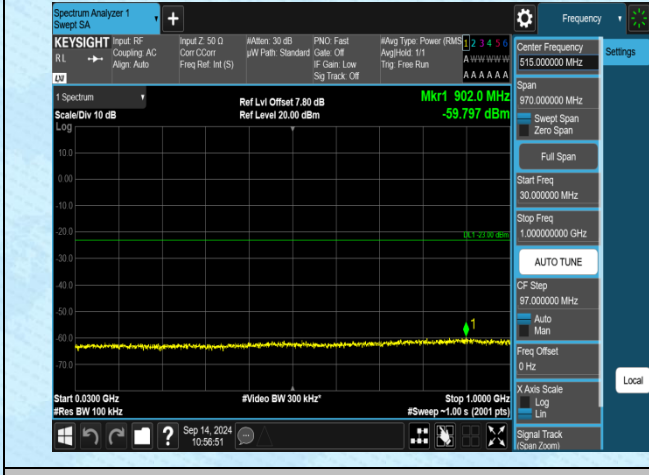 Spectrum Analyzer 1
Swept SA
+
Frequency
KEYSIGHT
RL
Input: RF
Coupling: AC
Align: Auto
Input Z: 50 Ω
Corr CCorr
Freq Ref: Int (S)
#Atten: 30 dB
µW Path: Standard
PNO: Fast
Gate: Off
IF Gain: Low
Sig Track: Off
#Avg Type: Power (RMS)
Avg|Hold: 1/1
Trig: Free Run
1 2 3 4 5 6
A W W W W W
A A A A A A
LXI
1 Spectrum
Scale/Div 10 dB
Log
Ref Lvl Offset 7.80 dB
Ref Level 20.00 dBm
Mkr1 902.0 MHz
-59.797 dBm
10.0
0.00
-10.0
-20.0
-30.0
-40.0
-50.0
-60.0
-70.0
DL1 -23.00 dBm
1
Start 0.0300 GHz
#Res BW 100 kHz
#Video BW 300 kHz*
Stop 1.0000 GHz
#Sweep ~1.00 s (2001 pts)
Center Frequency
515.000000 MHz
Settings
Span
970.000000 MHz
Swept Span
Zero Span
Full Span
Start Freq
30.000000 MHz
Stop Freq
1.000000000 GHz
AUTO TUNE
CF Step
97.000000 MHz
Auto
Man
Freq Offset
0 Hz
X Axis Scale
Log
Lin
Signal Track
(Span Zoom)
Local
?
Sep 14, 2024
10:56:51